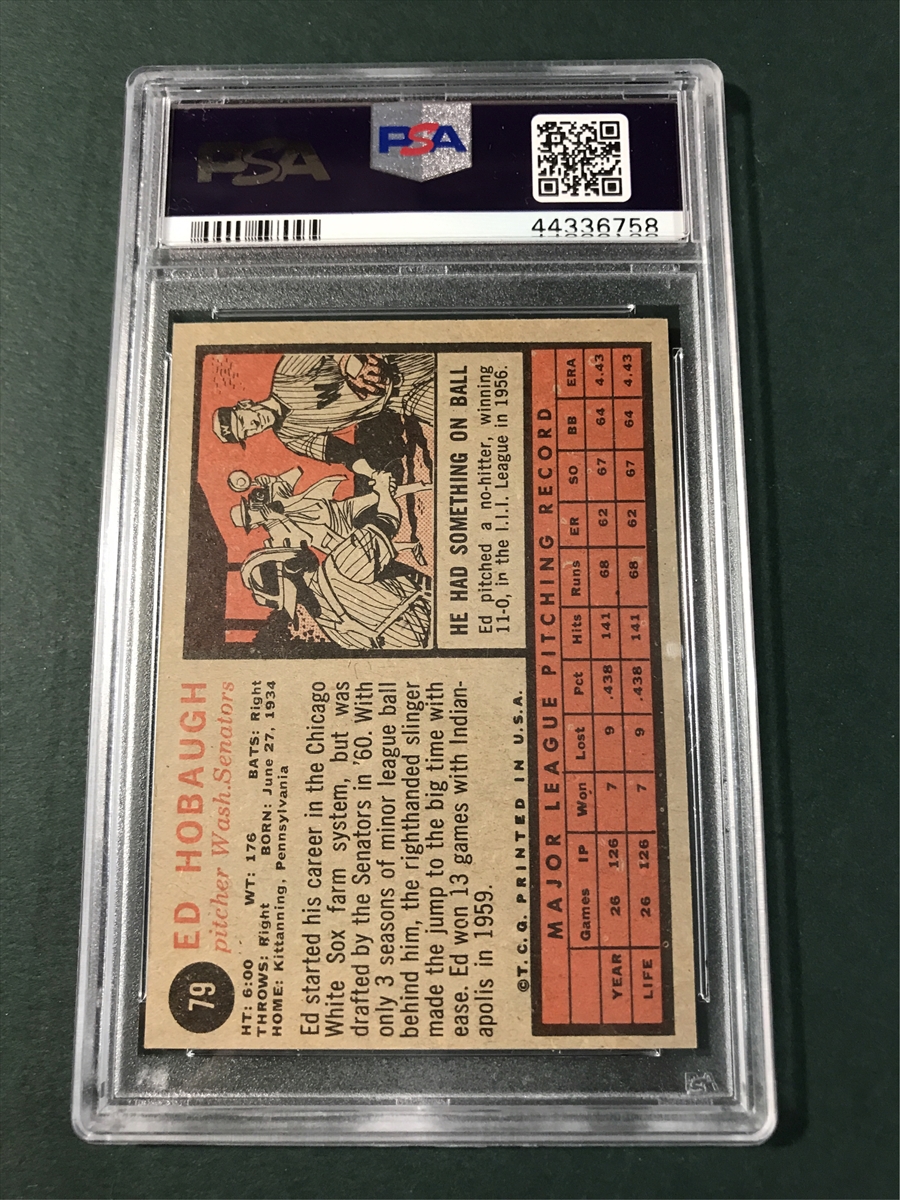 PSA
PSA
44336758
79
ED HOBAUGH
pitcher Wash.Senators
HT: 6:00 WT: 176 BATS: Right
THROWS: Right BORN: June 27, 1934
HOME: Kittanning, Pennsylvania
Ed started his career in the Chicago
White Sox farm system, but was
drafted by the Senators in '60. With
only 3 seasons of minor league ball
behind him, the righthanded slinger
made the jump to the big time with
ease. Ed won 13 games with Indian-
apolis in 1959.
©T.C.G. PRINTED IN U.S.A.
W
HE HAD SOMETHING ON BALL
Ed pitched a no-hitter, winning
11-0, in the I.I.I. League in 1956.
MAJOR LEAGUE PITCHING RECORD
Games IP Won Lost Pct Hits Runs ER SO BB ERA
YEAR 26 126 7 9 .438 141 68 62 67 64 4.43
LIFE 26 126 7 9 .438 141 68 62 67 64 4.43